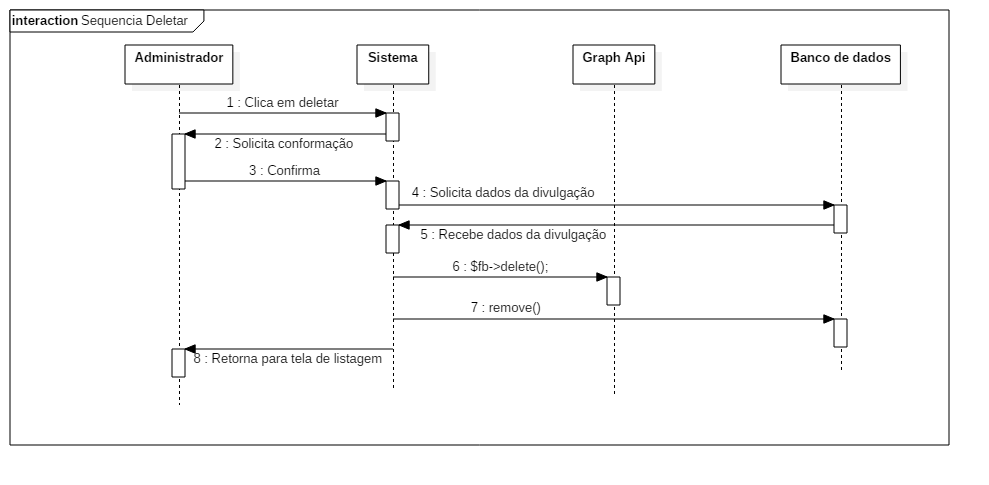 interaction Sequencia Deletar
Administrador
Sistema
Graph Api
Banco de dados
1 : Clica em deletar
2 : Solicita conformação
3 : Confirma
4 : Solicita dados da divulgação
5 : Recebe dados da divulgação
6 : $fb->delete();
7 : remove()
8 : Retorna para tela de listagem